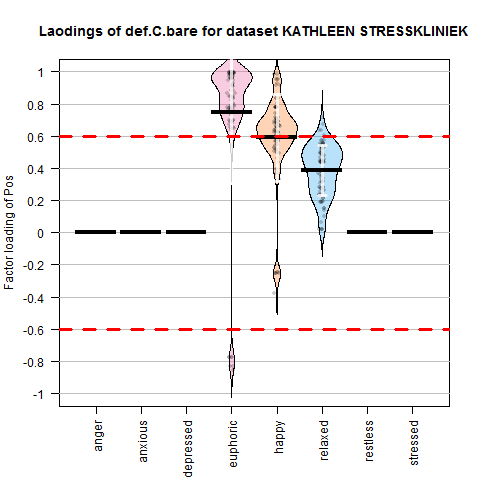 Laodings of def.C.bare for dataset KATHLEEN STRESSKLINIEK
Factor loading of Pos
1
0.8
0.6
0.4
0.2
0
-0.2
-0.4
-0.6
-0.8
-1
anger
anxious
depressed
euphoric
happy
relaxed
restless
stressed